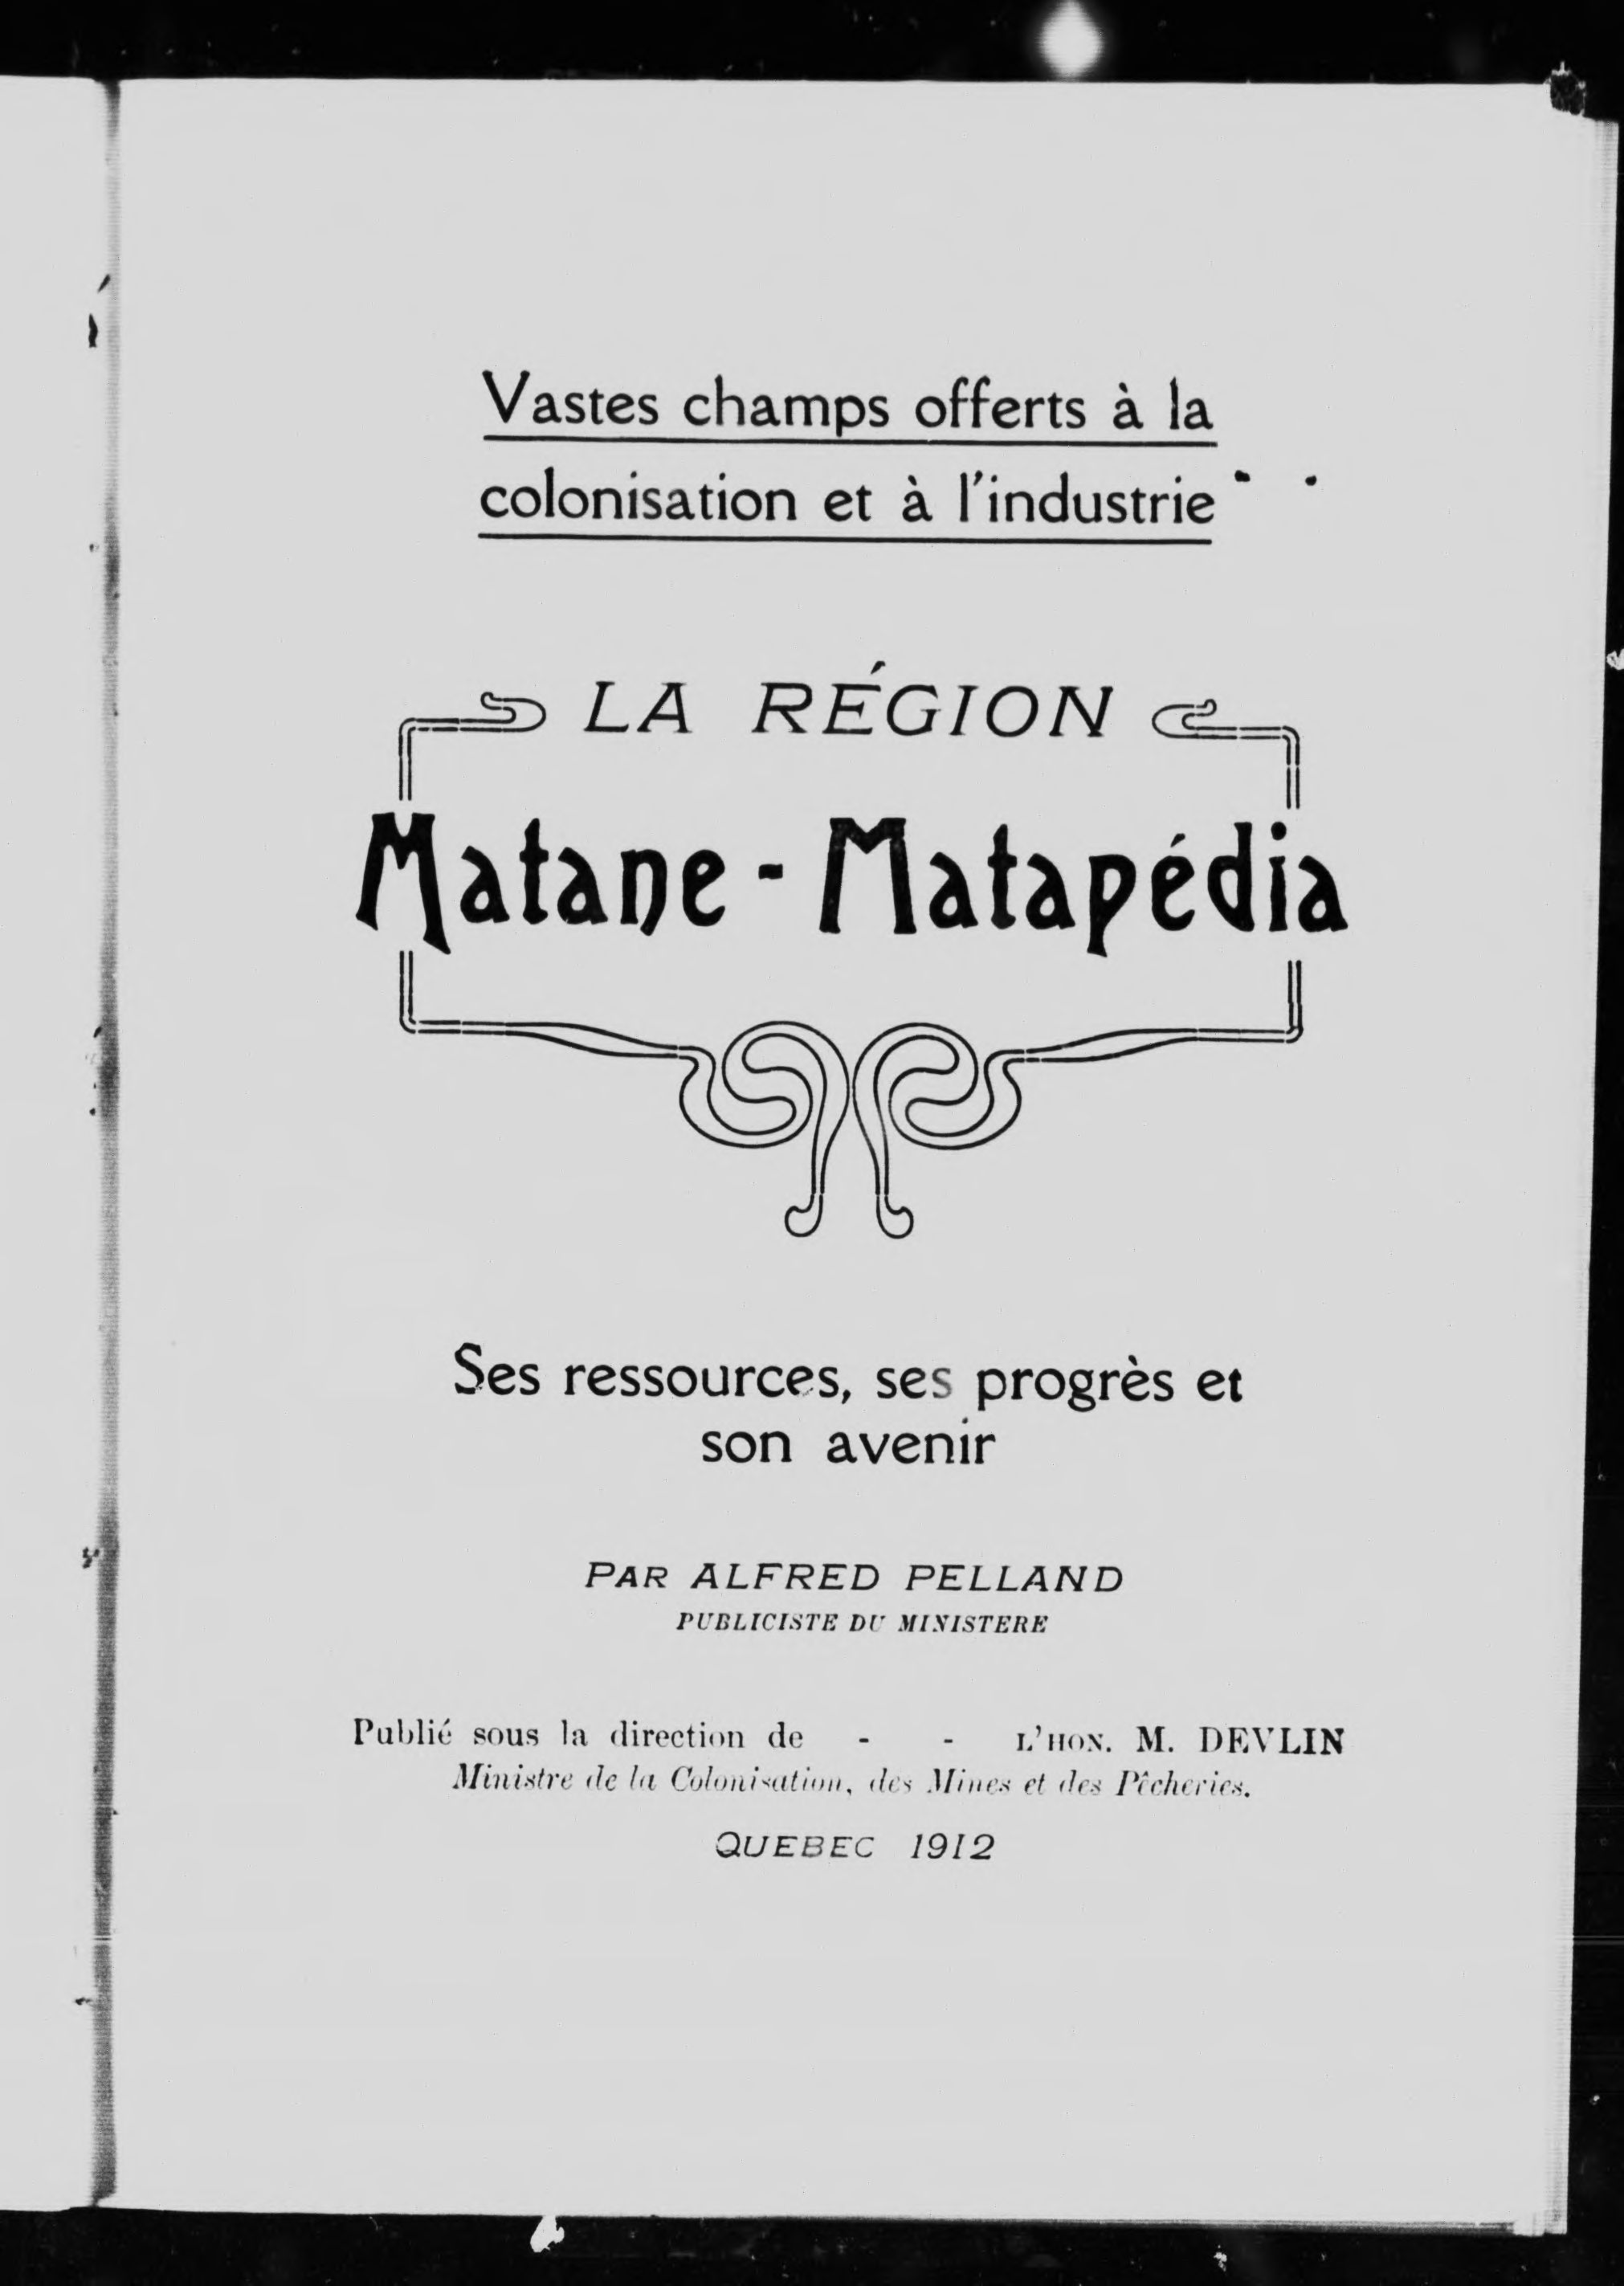 Vastes champs offerts à la
colonisation et à l'industrie
LA RÉGION
Matane - Matapédia
Ses ressources, ses progrès et
son avenir
PAR ALFRED PELLAND
PUBLICISTE DU MINISTERE
Publié sous la direction de - - L'HON. M. DEVLIN
Ministre de la Colonisation, des Mines et des Pêcheries.
QUEBEC 1912